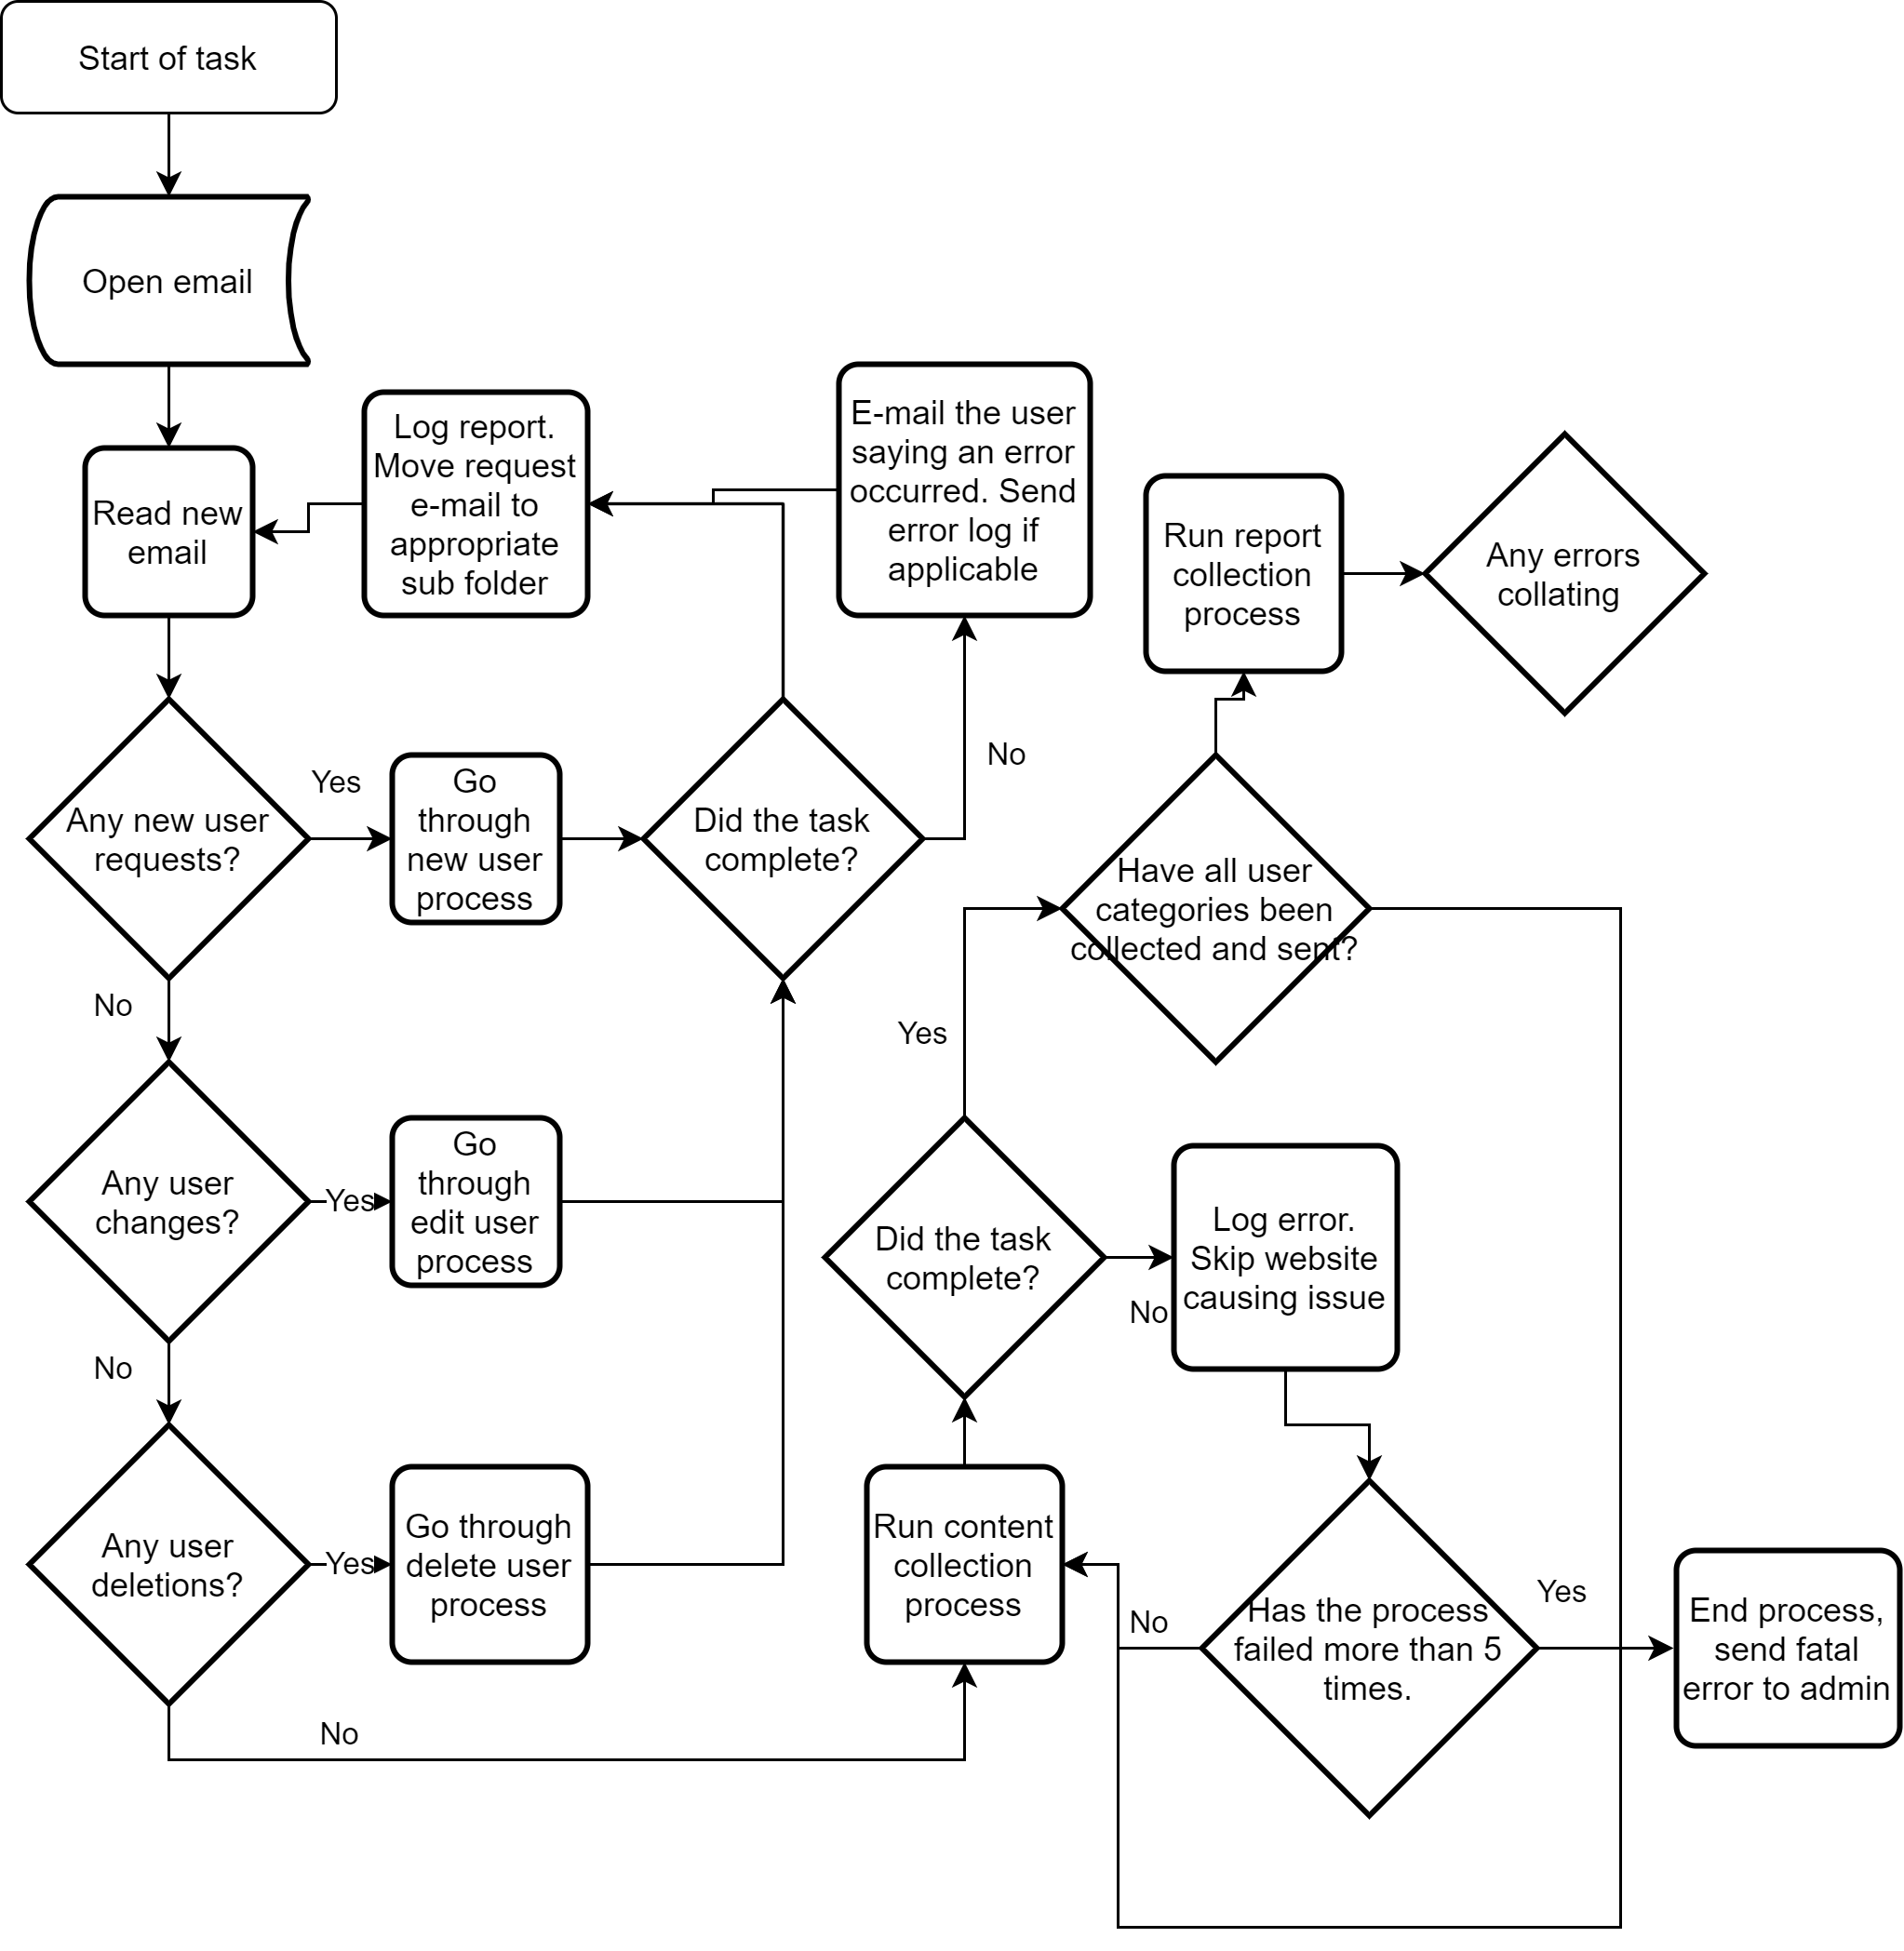 Start of task
Open email
Read new
email
Log report.
Move request
e-mail to
appropriate
sub folder
E-mail the user
saying an error
occurred. Send
error log if
applicable
Run report
collection
process
Any errors
collating
Any new user
requests?
Yes
Go
through
new user
process
Did the task
complete?
No
Have all user
categories been
collected and sent?
No
Any user
changes?
Yes
Go
through
edit user
process
Yes
Did the task
complete?
No
Log error.
Skip website
causing issue
No
Any user
deletions?
Yes
Go through
delete user
process
No
Run content
collection
process
No
Has the process
failed more than 5
times.
Yes
End process,
send fatal
error to admin